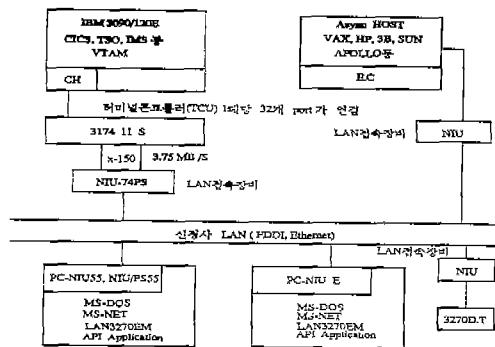 IBM(3090/120E
CICS, TSO, IMS 등
VTAM
CH
Async HOST
VAX, HP, 3B, SUN
APOLLO등
EC
터미널콘트롤러(TCU) 1대당 32개 port가 연결
3174 11 S
LAN접속장비
NIU
x-150
3.75 MB/S
NIU-74PS
LAN접속장비
신청사 LAN ( FDDI, Ethernet)
LAN접속장비
PC-NIU55, NIU/PS55
PC-NIU E
NIU
MS-DOS
MS-NET
LAN3270EM
API Application
MS-DOS
MS-NET
LAN3270EM
API Application
3270D.T